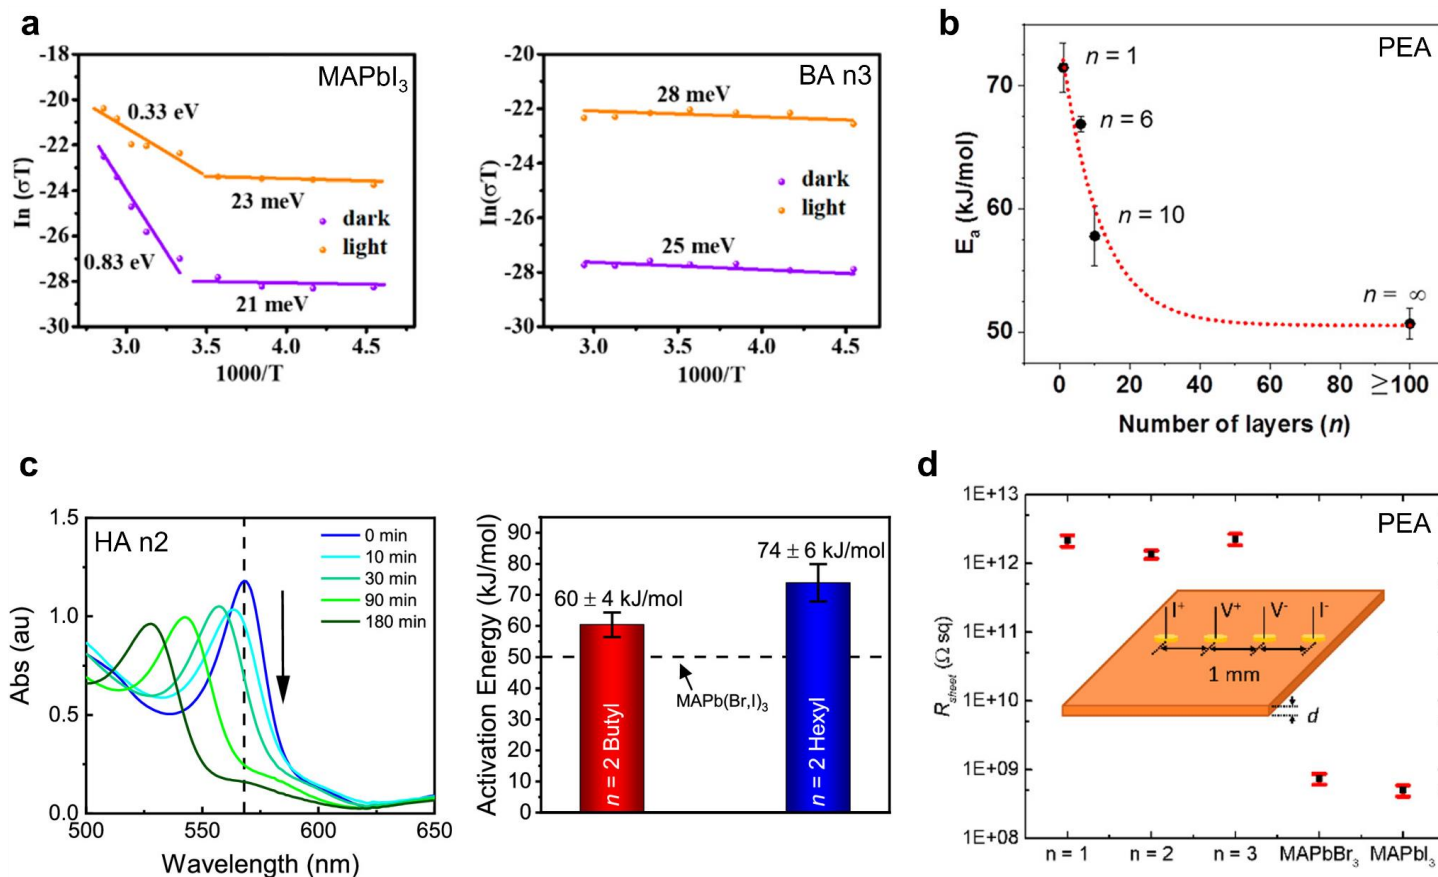 a
-18
-20
-22
-24
-26
-28
-30
ln (σT)
MAPbI₃
0.33 eV
23 meV
dark
light
0.83 eV
21 meV
3.0 3.5 4.0 4.5
1000/T
-20
-22
-24
-26
-28
-30
ln(σT)
BA n3
28 meV
dark
light
25 meV
3.0 3.5 4.0 4.5
1000/T
b
PEA
70
60
50
Eₐ (kJ/mol)
n = 1
n = 6
n = 10
n = ∞
0 20 40 60 80 ≥100
Number of layers (n)
c
1.5
1.0
0.5
0.0
Abs (au)
HA n2
0 min
10 min
30 min
90 min
180 min
500 550 600 650
Wavelength (nm)
90
80
70
60
50
40
30
20
10
0
Activation Energy (kJ/mol)
74 ± 6 kJ/mol
60 ± 4 kJ/mol
MAPb(Br,I)₃
n = 2 Butyl
n = 2 Hexyl
d
1E+13
1E+12
1E+11
1E+10
1E+09
1E+08
R_sheet (Ω sq)
PEA
I⁺ V⁺ V⁻ I⁻
1 mm
d
n = 1 n = 2 n = 3 MAPbBr₃ MAPbI₃